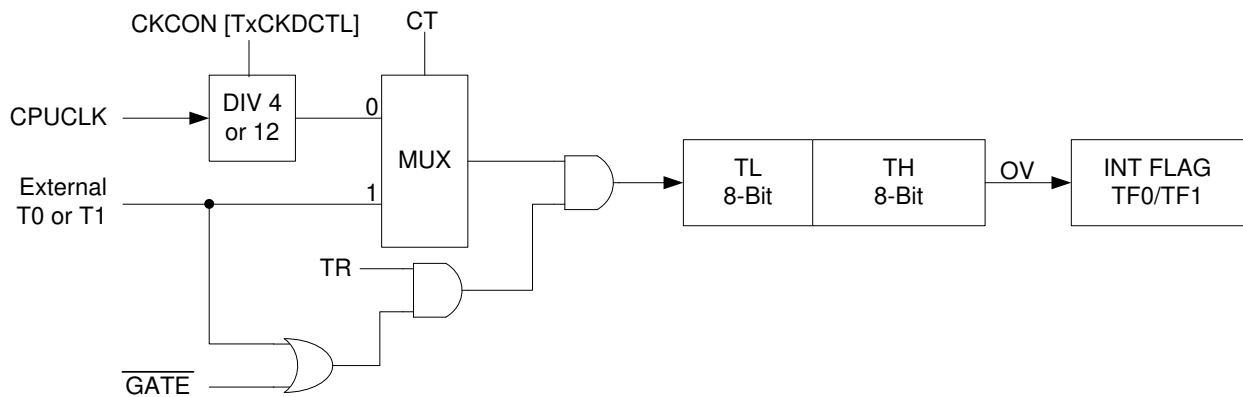 CKCON [TxCKDCTL]
CT
CPUCLK
DIV 4
or 12
0
MUX
External
T0 or T1
1
TL
8-Bit
TH
8-Bit
OV
INT FLAG
TF0/TF1
TR
GATE